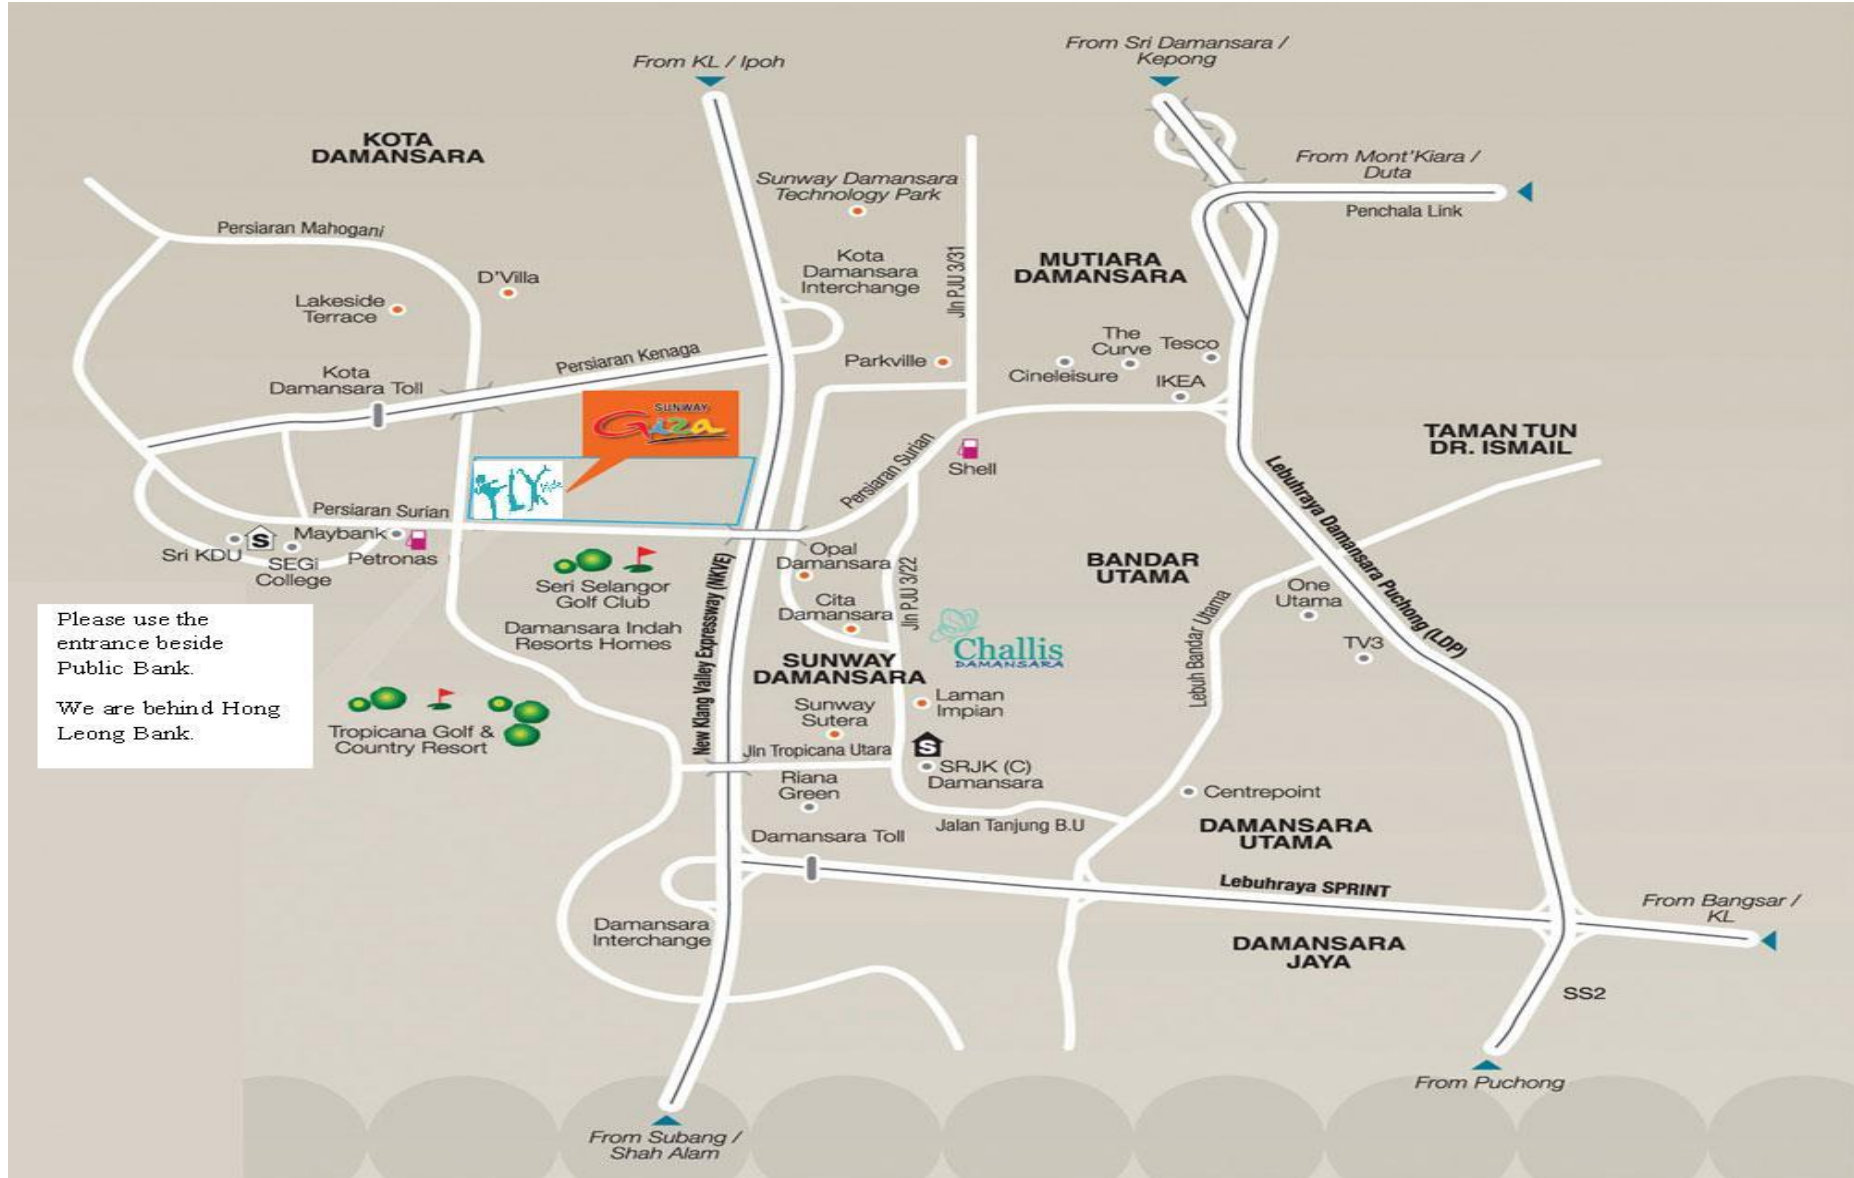 From KL / Ipoh
From Sri Damansara /
Kepong
KOTA
DAMANSARA
From Mont'Kiara /
Duta
Penchala Link
Sunway Damansara
Technology Park
Persiaran Mahogani
Kota
Damansara
Interchange
Jln PJU 3/31
MUTIARA
DAMANSARA
D'Villa
Lakeside
Terrace
The
Curve
Tesco
Persiaran Kenaga
Parkville
Cineleisure
IKEA
Kota
Damansara Toll
SUNWAY
Giza
TAMAN TUN
DR. ISMAIL
Persiaran Surian
Shell
Lebuhraya Damansara Puchong (LDP)
Persiaran Surian
Maybank
Sri KDU
S
SEGi
College
Petronas
Opal
Damansara
BANDAR
UTAMA
Seri Selangor
Golf Club
New Klang Valley Expressway (NKVE)
Cita
Damansara
Jln PJU 3/22
One
Utama
Lebuh Bandar Utama
Please use the
entrance beside
Public Bank.
We are behind Hong
Leong Bank.
Damansara Indah
Resorts Homes
Challis
DAMANSARA
TV3
SUNWAY
DAMANSARA
Laman
Impian
Sunway
Sutera
Tropicana Golf &
Country Resort
Jln Tropicana Utara
S
SRJK (C)
Damansara
Riana
Green
Centrepoint
Damansara Toll
Jalan Tanjung B.U
DAMANSARA
UTAMA
Lebuhraya SPRINT
From Bangsar /
KL
Damansara
Interchange
DAMANSARA
JAYA
SS2
From Puchong
From Subang /
Shah Alam